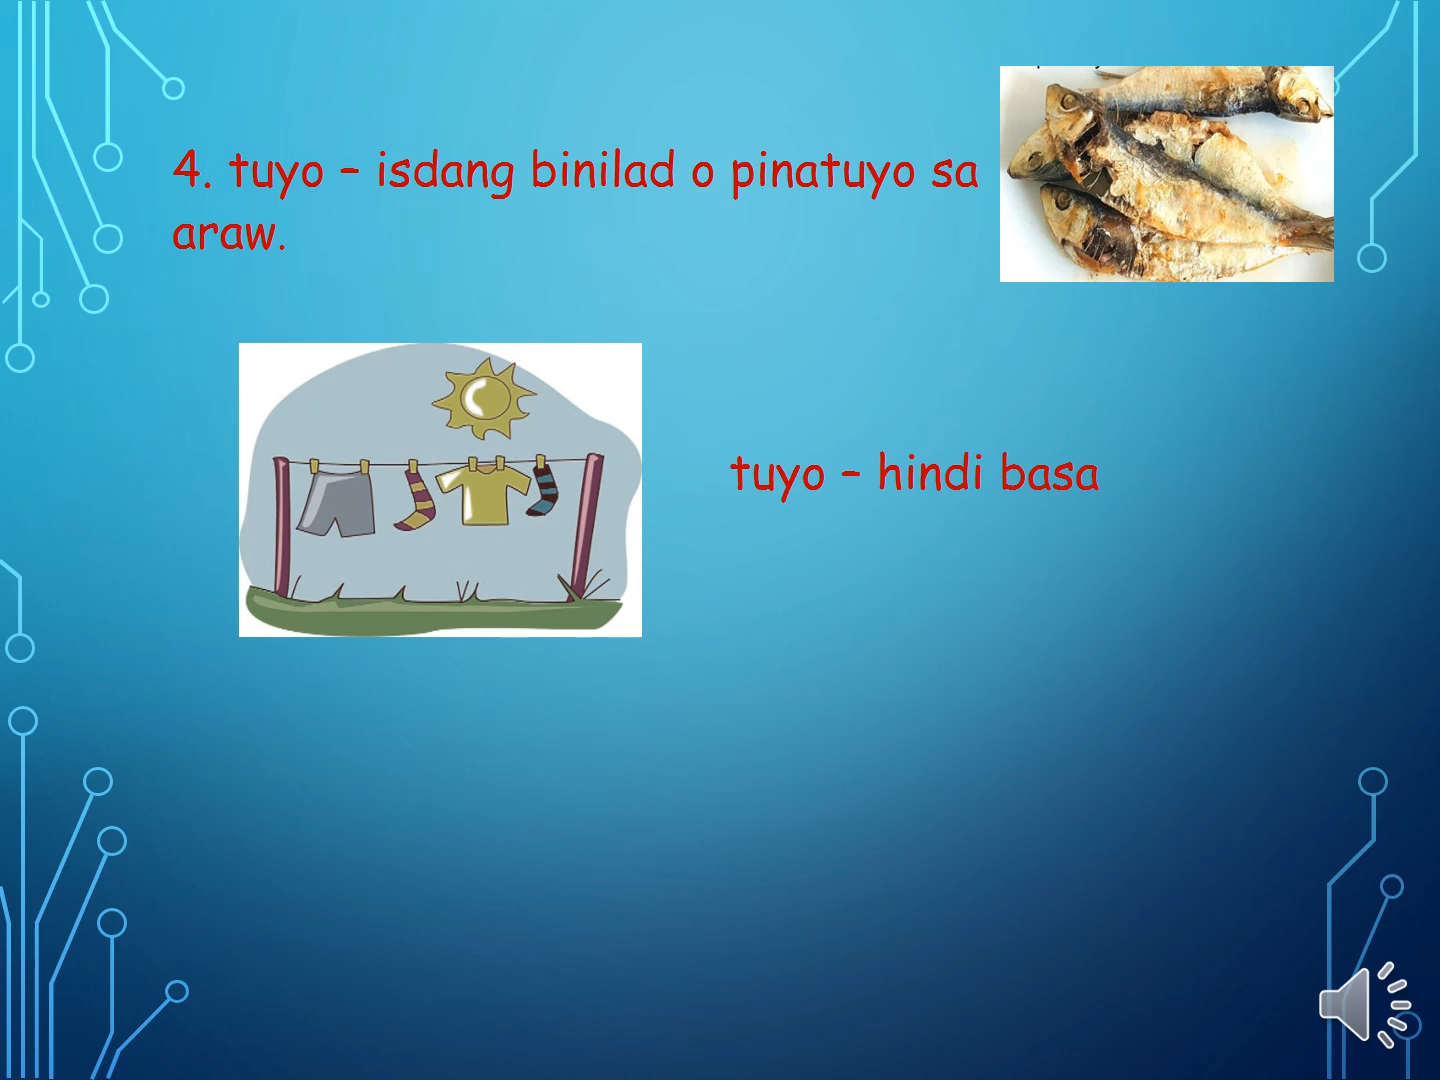 4. tuyo – isdang binilad o pinatuyo sa
araw.
tuyo – hindi basa